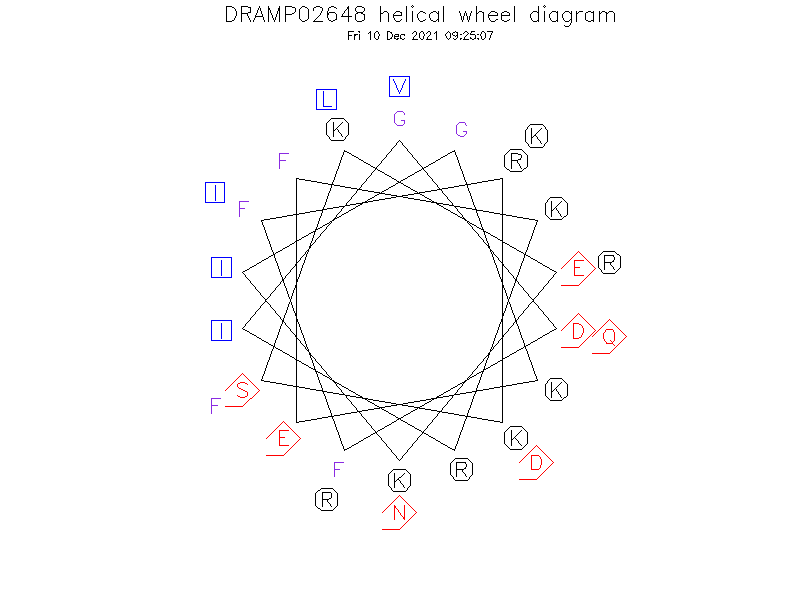 DRAMP02648 helical wheel diagram
Fri 10 Dec 2021 09:25:07
V
L
G
K
G
K
F
R
I
F
K
I
E
R
I
D
Q
S
K
F
E
K
D
F
R
K
R
N